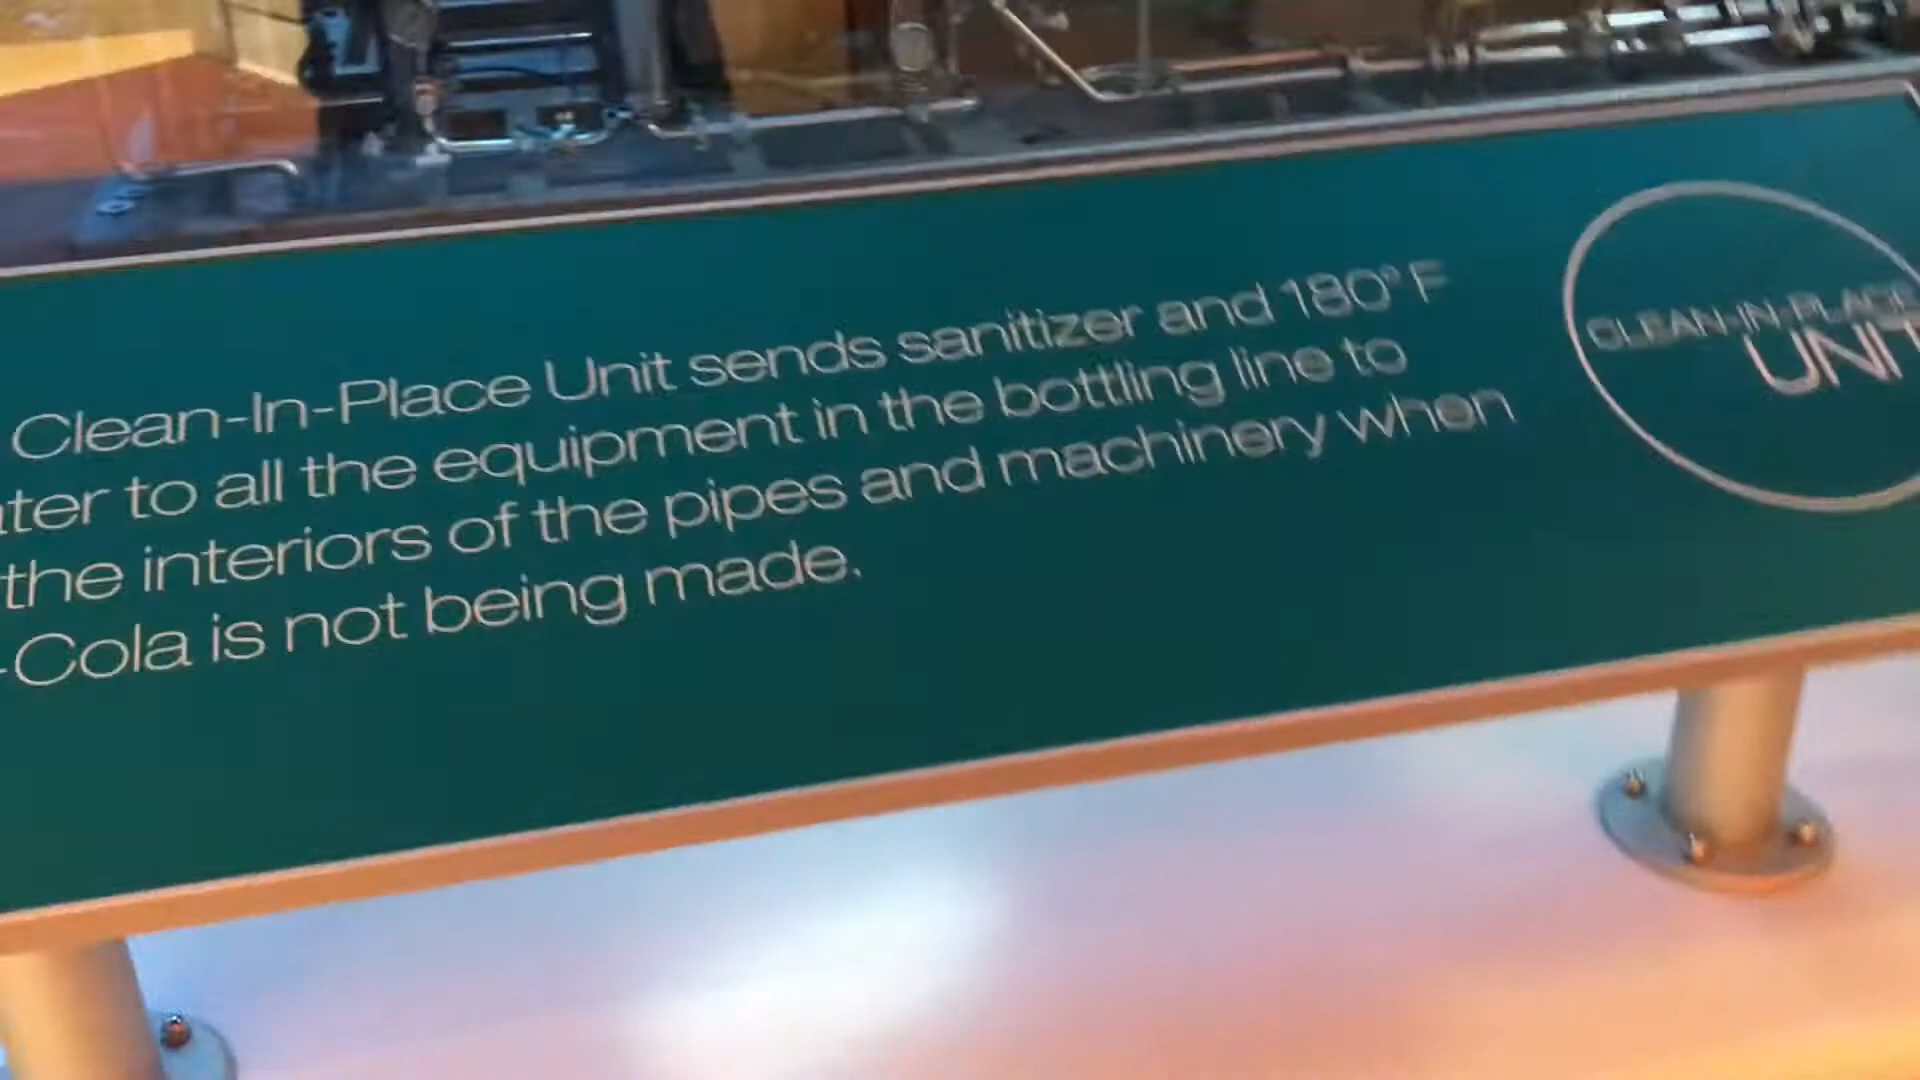 Clean-In-Place Unit sends sanitizer and 180° F
ater to all the equipment in the bottling line to
the interiors of the pipes and machinery when
-Cola is not being made.
CLEAN-IN-PLACE
UNIT